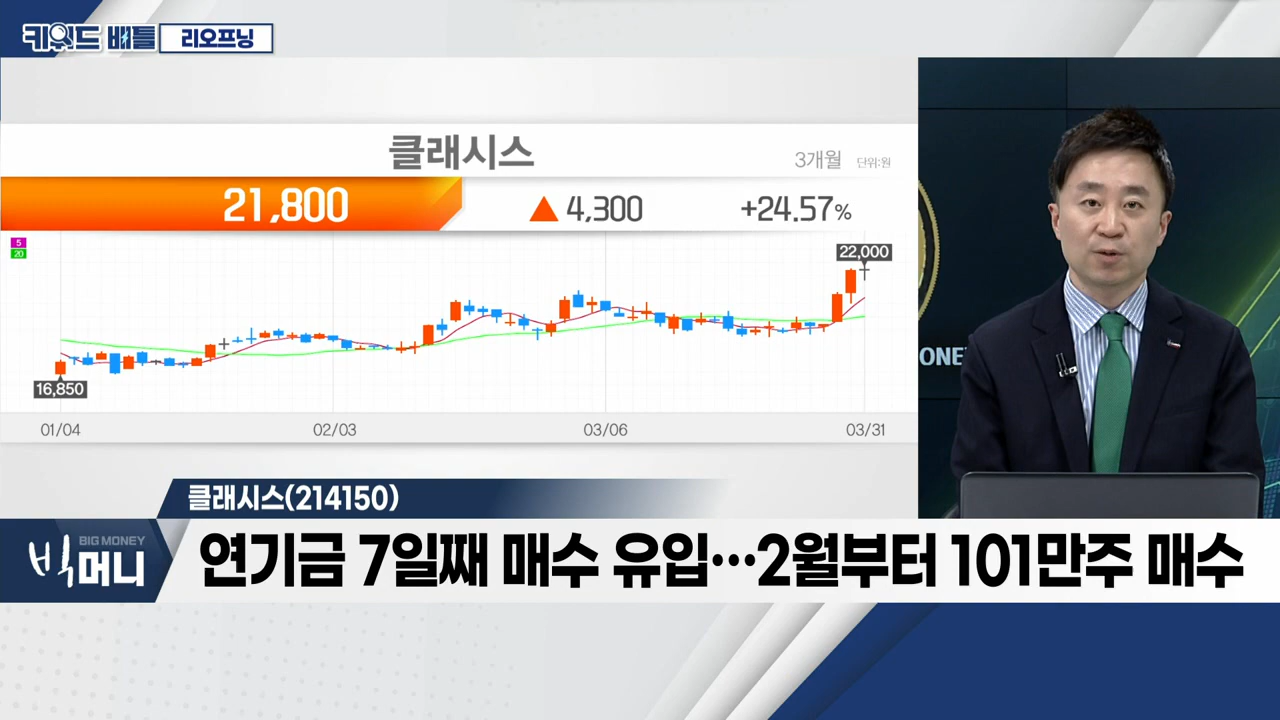 키워드 배틀 리오프닝
클래시스
3개월 단위:원
21,800 ▲ 4,300 +24.57%
5
20
22,000
16,850
01/04 02/03 03/06 03/31
ONE
클래시스(214150)
BIG MONEY
빅머니
연기금 7일째 매수 유입…2월부터 101만주 매수